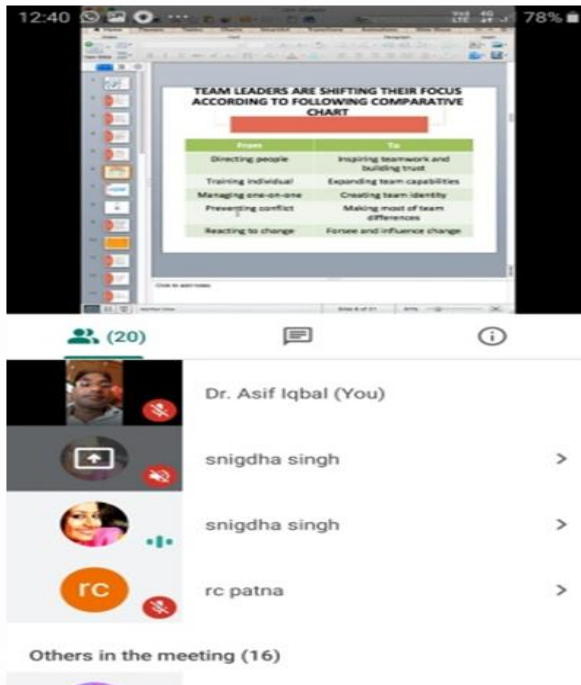 12:40
78%
TEAM LEADERS ARE SHIFTING THEIR FOCUS
ACCORDING TO FOLLOWING COMPARATIVE
CHART
From To
Directing people Inspiring teamwork and
building trust
Training individual Expanding team capabilities
Managing one-on-one Creating team identity
Preventing conflict Making most of team
differences
Reacting to change Forsee and influence change
Click to add notes
(20)
Dr. Asif Iqbal (You)
snigdha singh
snigdha singh
rc
rc patna
Others in the meeting (16)